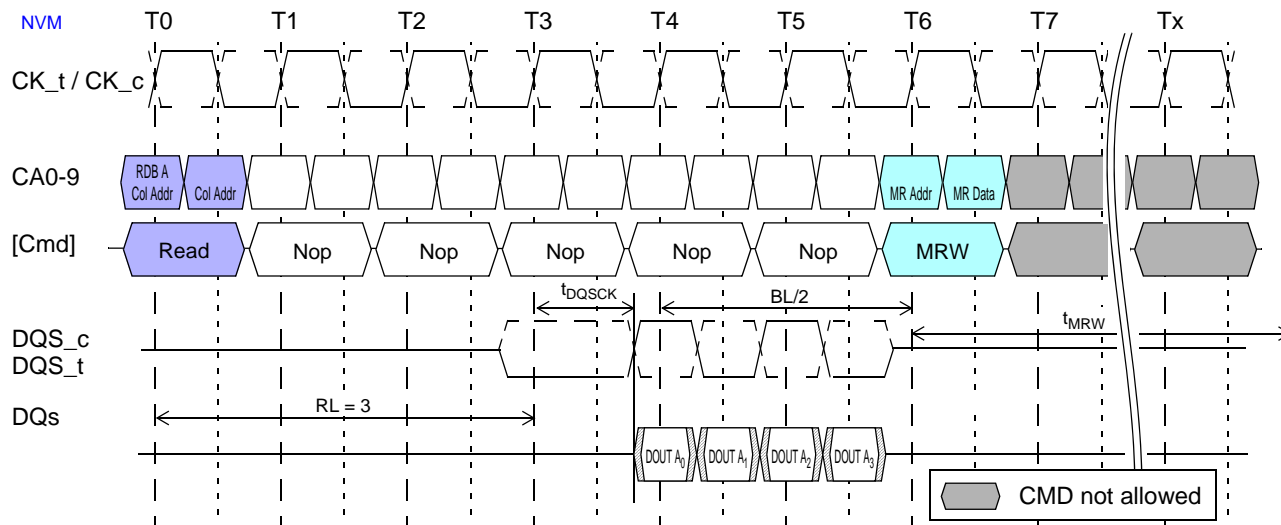 NVM T0 T1 T2 T3 T4 T5 T6 T7 Tx
CK_t / CK_c
CA0-9
RDB A
Col Addr Col Addr MR Addr MR Data
[Cmd] Read Nop Nop Nop Nop Nop MRW
tDQSCK BL/2
tMRW
DQS_c
DQS_t
RL = 3
DQs
DOUT A0 DOUT A1 DOUT A2 DOUT A3
CMD not allowed